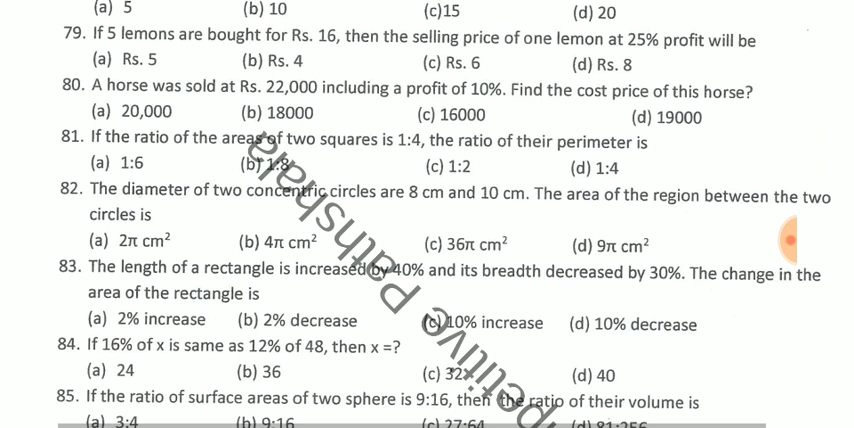 (a) 5 (b) 10 (c)15 (d) 20
79. If 5 lemons are bought for Rs. 16, then the selling price of one lemon at 25% profit will be
(a) Rs. 5 (b) Rs. 4 (c) Rs. 6 (d) Rs. 8
80. A horse was sold at Rs. 22,000 including a profit of 10%. Find the cost price of this horse?
(a) 20,000 (b) 18000 (c) 16000 (d) 19000
81. If the ratio of the areas of two squares is 1:4, the ratio of their perimeter is
(a) 1:6 (b) 1:8 (c) 1:2 (d) 1:4
82. The diameter of two concentric circles are 8 cm and 10 cm. The area of the region between the two
circles is
(a) 2π cm² (b) 4π cm² (c) 36π cm² (d) 9π cm²
83. The length of a rectangle is increased by 40% and its breadth decreased by 30%. The change in the
area of the rectangle is
(a) 2% increase (b) 2% decrease (c) 10% increase (d) 10% decrease
84. If 16% of x is same as 12% of 48, then x =?
(a) 24 (b) 36 (c) 32 (d) 40
85. If the ratio of surface areas of two sphere is 9:16, then the ratio of their volume is
(a) 3:4 (b) 9:16 (c) 27:64 (d) 81:256
petitive pathshala